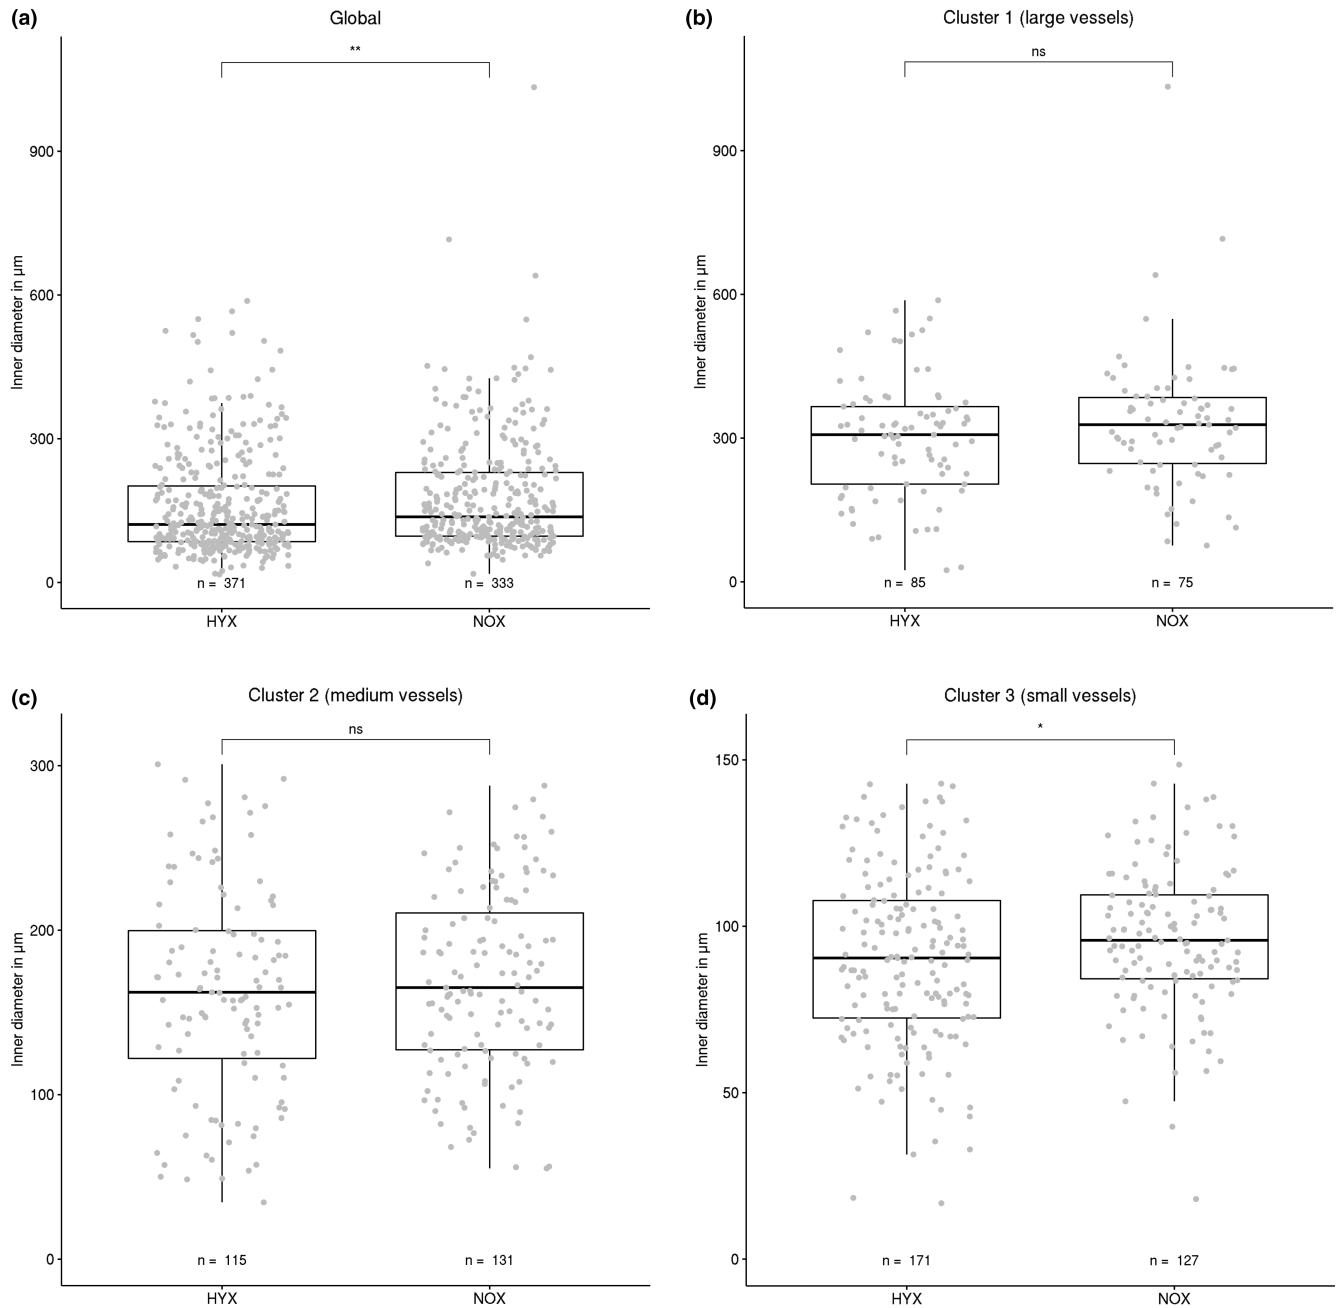 (a) Global
**
Inner diameter in µm
900
600
300
0
n = 371 n = 333
HYX NOX
(b) Cluster 1 (large vessels)
ns
Inner diameter in µm
900
600
300
0
n = 85 n = 75
HYX NOX
(c) Cluster 2 (medium vessels)
ns
Inner diameter in µm
300
200
100
0
n = 115 n = 131
HYX NOX
(d) Cluster 3 (small vessels)
*
Inner diameter in µm
150
100
50
0
n = 171 n = 127
HYX NOX